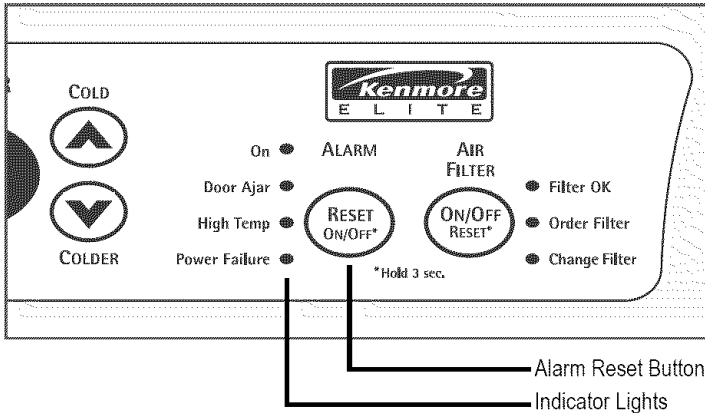 COLD
COLDER
Kenmore
ELITE
On
Door Ajar
High Temp
Power Failure
ALARM
RESET
ON/OFF*
AIR
FILTER
ON/OFF
RESET*
*Hold 3 sec.
Filter OK
Order Filter
Change Filter
Alarm Reset Button
Indicator Lights